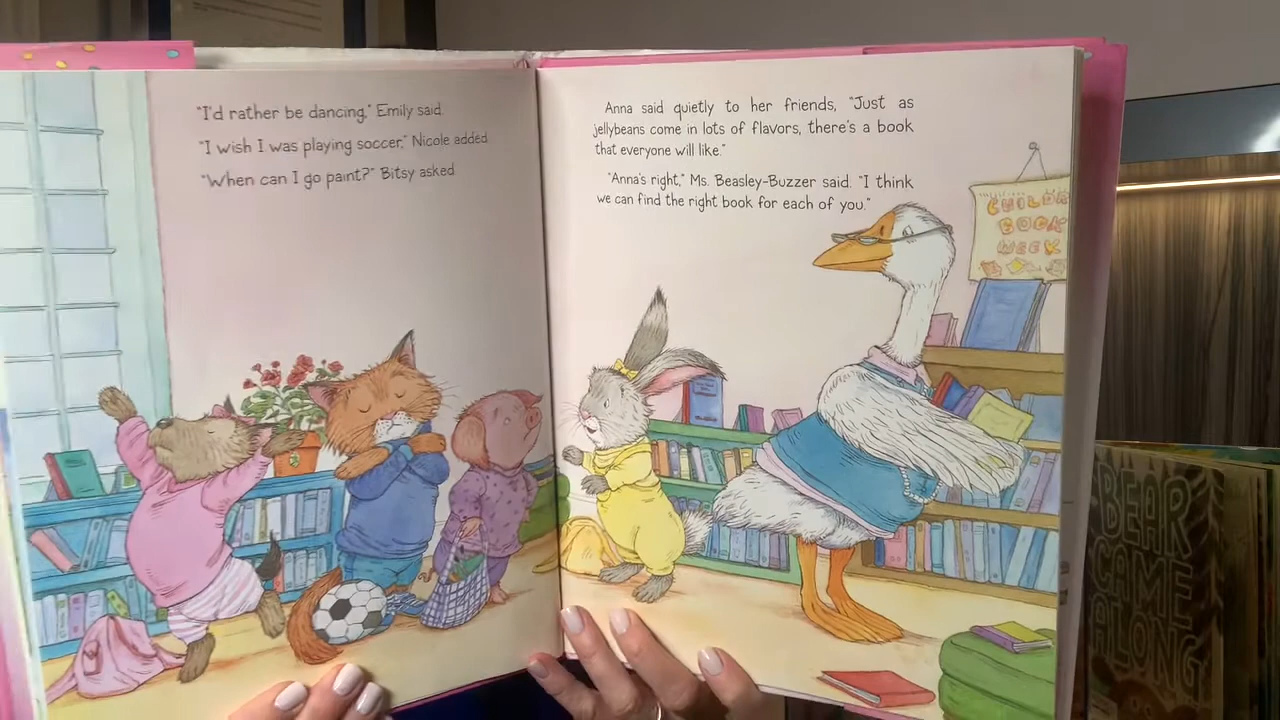 "I'd rather be dancing," Emily said.
"I wish I was playing soccer," Nicole added.
"When can I go paint?" Bitsy asked.
Anna said quietly to her friends, "Just as
jellybeans come in lots of flavors, there's a book
that everyone will like."
"Anna's right," Ms. Beasley-Buzzer said. "I think
we can find the right book for each of you."
BOOK
WEEK
BEAR
CAME
ALONG